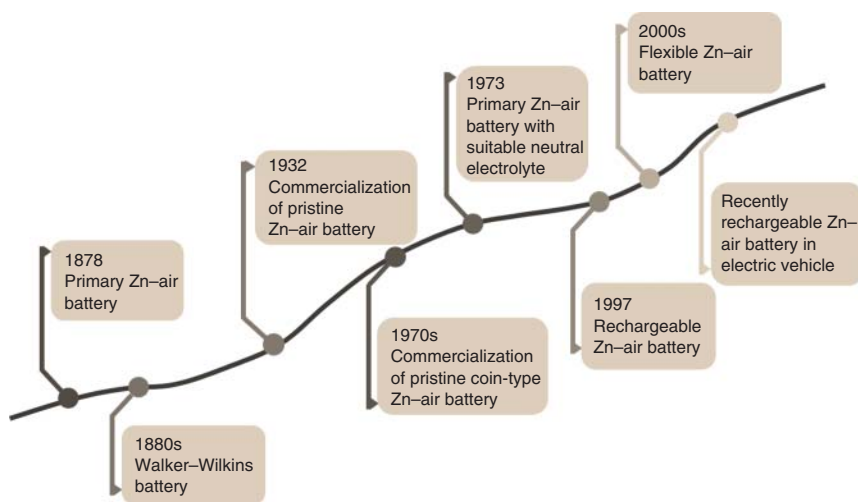 1878
Primary Zn–air
battery
1880s
Walker–Wilkins
battery
1932
Commercialization
of pristine
Zn–air battery
1970s
Commercialization
of pristine coin-type
Zn–air battery
1973
Primary Zn–air
battery with
suitable neutral
electrolyte
1997
Rechargeable
Zn–air battery
2000s
Flexible Zn–air
battery
Recently
rechargeable Zn–
air battery in
electric vehicle